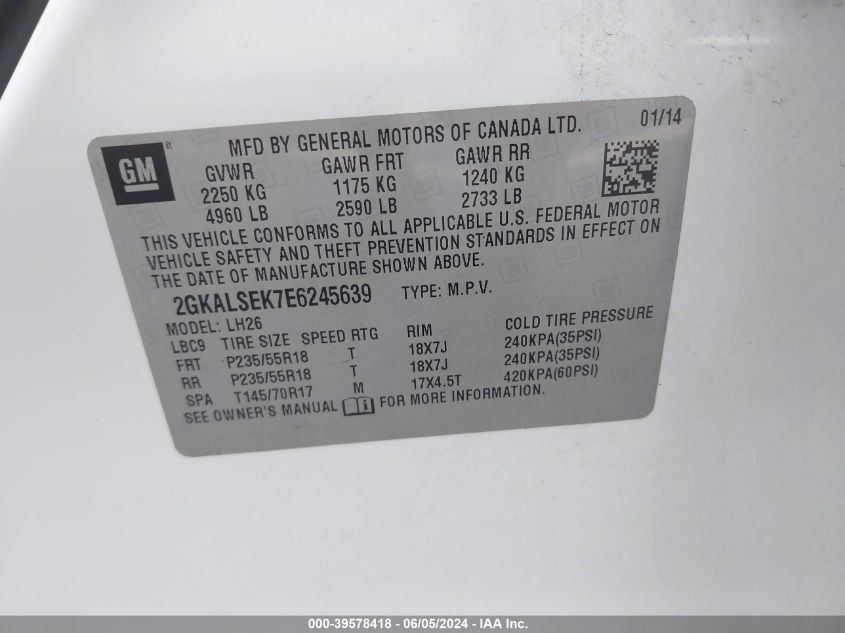 GM ® MFD BY GENERAL MOTORS OF CANADA LTD. 01/14
GVWR GAWR FRT GAWR RR
2250 KG 1175 KG 1240 KG
4960 LB 2590 LB 2733 LB
THIS VEHICLE CONFORMS TO ALL APPLICABLE U.S. FEDERAL MOTOR
VEHICLE SAFETY AND THEFT PREVENTION STANDARDS IN EFFECT ON
THE DATE OF MANUFACTURE SHOWN ABOVE.
2GKALSEK7E6245639 TYPE: M.P.V.
MODEL: LH26
LBC9 TIRE SIZE SPEED RTG RIM COLD TIRE PRESSURE
FRT P235/55R18 T 18X7J 240KPA(35PSI)
RR P235/55R18 T 18X7J 240KPA(35PSI)
SPA T145/70R17 M 17X4.5T 420KPA(60PSI)
SEE OWNER'S MANUAL i FOR MORE INFORMATION.
000-39578418 - 06/05/2024 - IAA Inc.